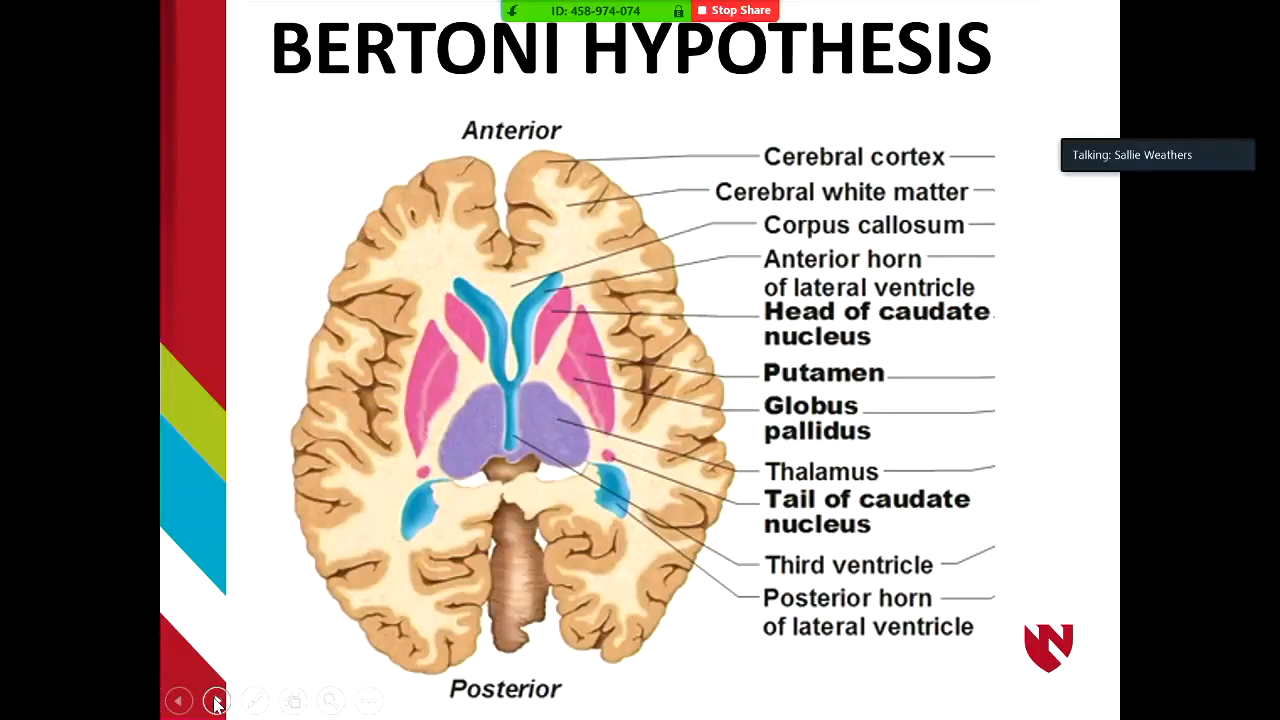 ID: 458-974-074
Stop Share
BERTONI HYPOTHESIS
Talking: Sallie Weathers
Anterior
Cerebral cortex
Cerebral white matter
Corpus callosum
Anterior horn
of lateral ventricle
Head of caudate
nucleus
Putamen
Globus
pallidus
Thalamus
Tail of caudate
nucleus
Third ventricle
Posterior horn
of lateral ventricle
Posterior
N